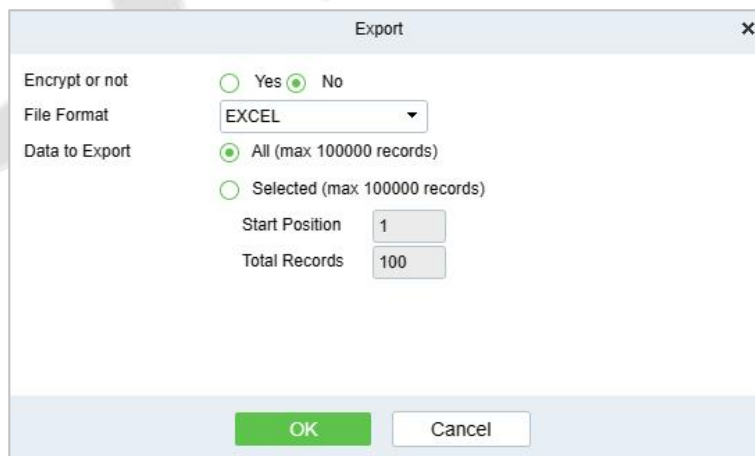 Export
Encrypt or not Yes No
File Format EXCEL
Data to Export All (max 100000 records)
Selected (max 100000 records)
Start Position 1
Total Records 100
OK Cancel